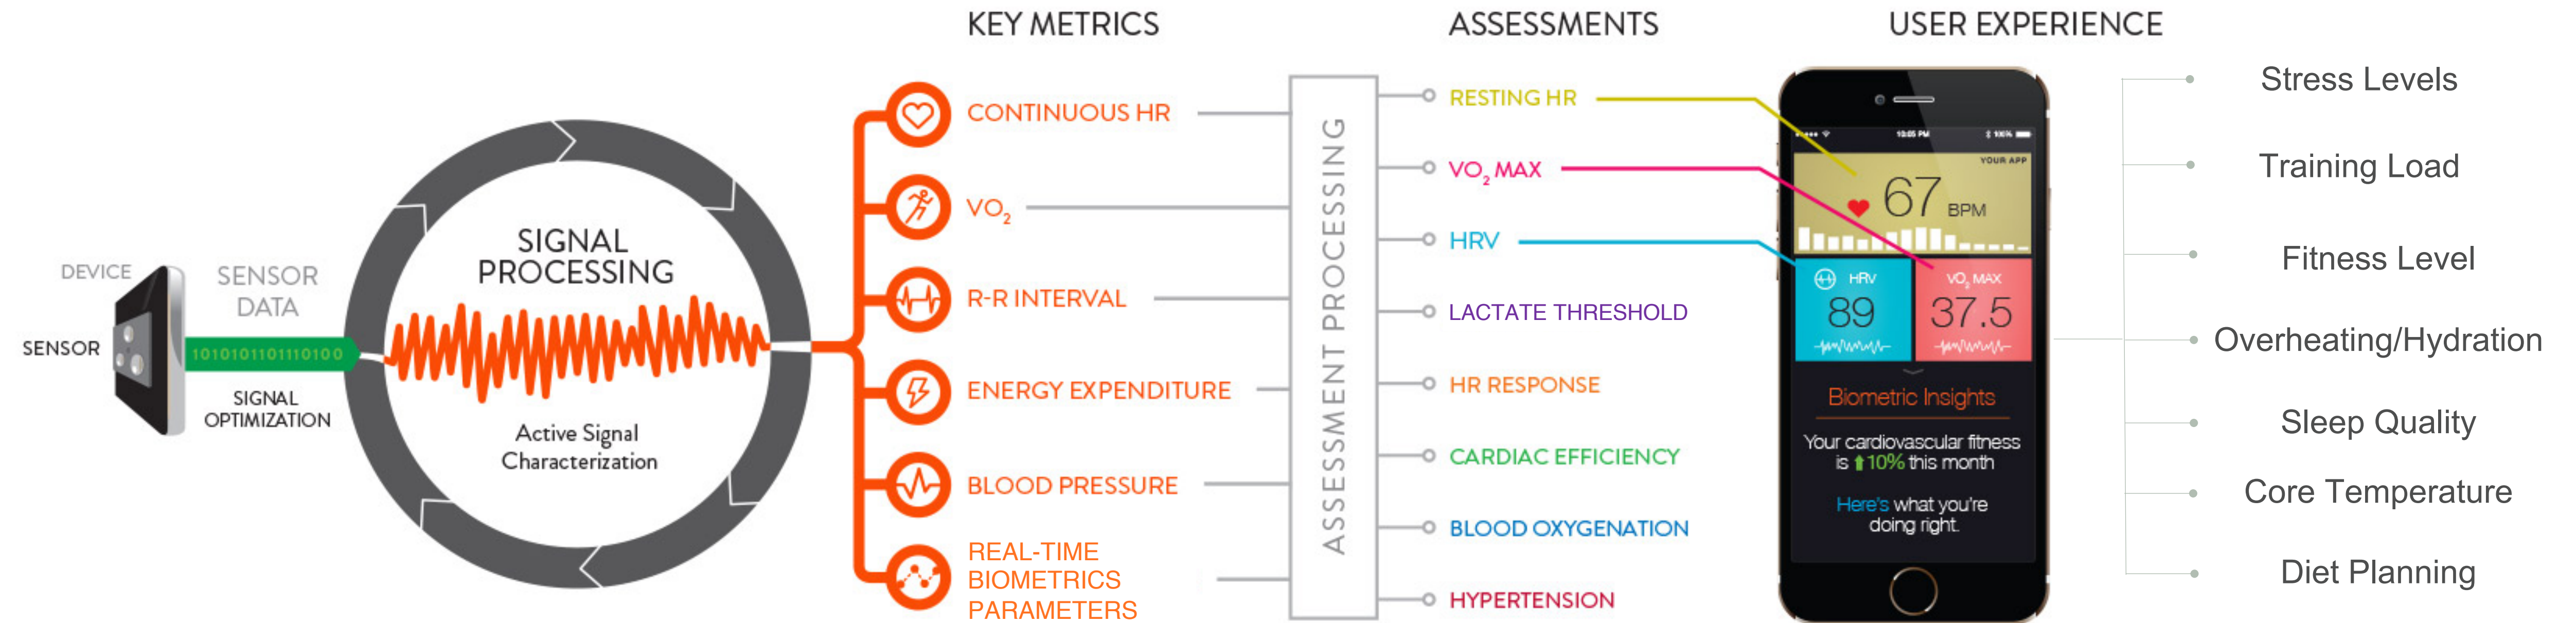 KEY METRICS
ASSESSMENTS
USER EXPERIENCE
DEVICE
SENSOR
SENSOR
DATA
1010101101110100
SIGNAL
OPTIMIZATION
SIGNAL
PROCESSING
Active Signal
Characterization
CONTINUOUS HR
VO₂
R-R INTERVAL
ENERGY EXPENDITURE
BLOOD PRESSURE
REAL-TIME
BIOMETRICS
PARAMETERS
ASSESSMENT PROCESSING
RESTING HR
VO₂ MAX
HRV
LACTATE THRESHOLD
HR RESPONSE
CARDIAC EFFICIENCY
BLOOD OXYGENATION
HYPERTENSION
10:05 PM
100%
YOUR APP
67 BPM
HRV
89
VO₂ MAX
37.5
Biometric Insights
Your cardiovascular fitness
is 10% this month
Here's what you're
doing right.
Stress Levels
Training Load
Fitness Level
Overheating/Hydration
Sleep Quality
Core Temperature
Diet Planning